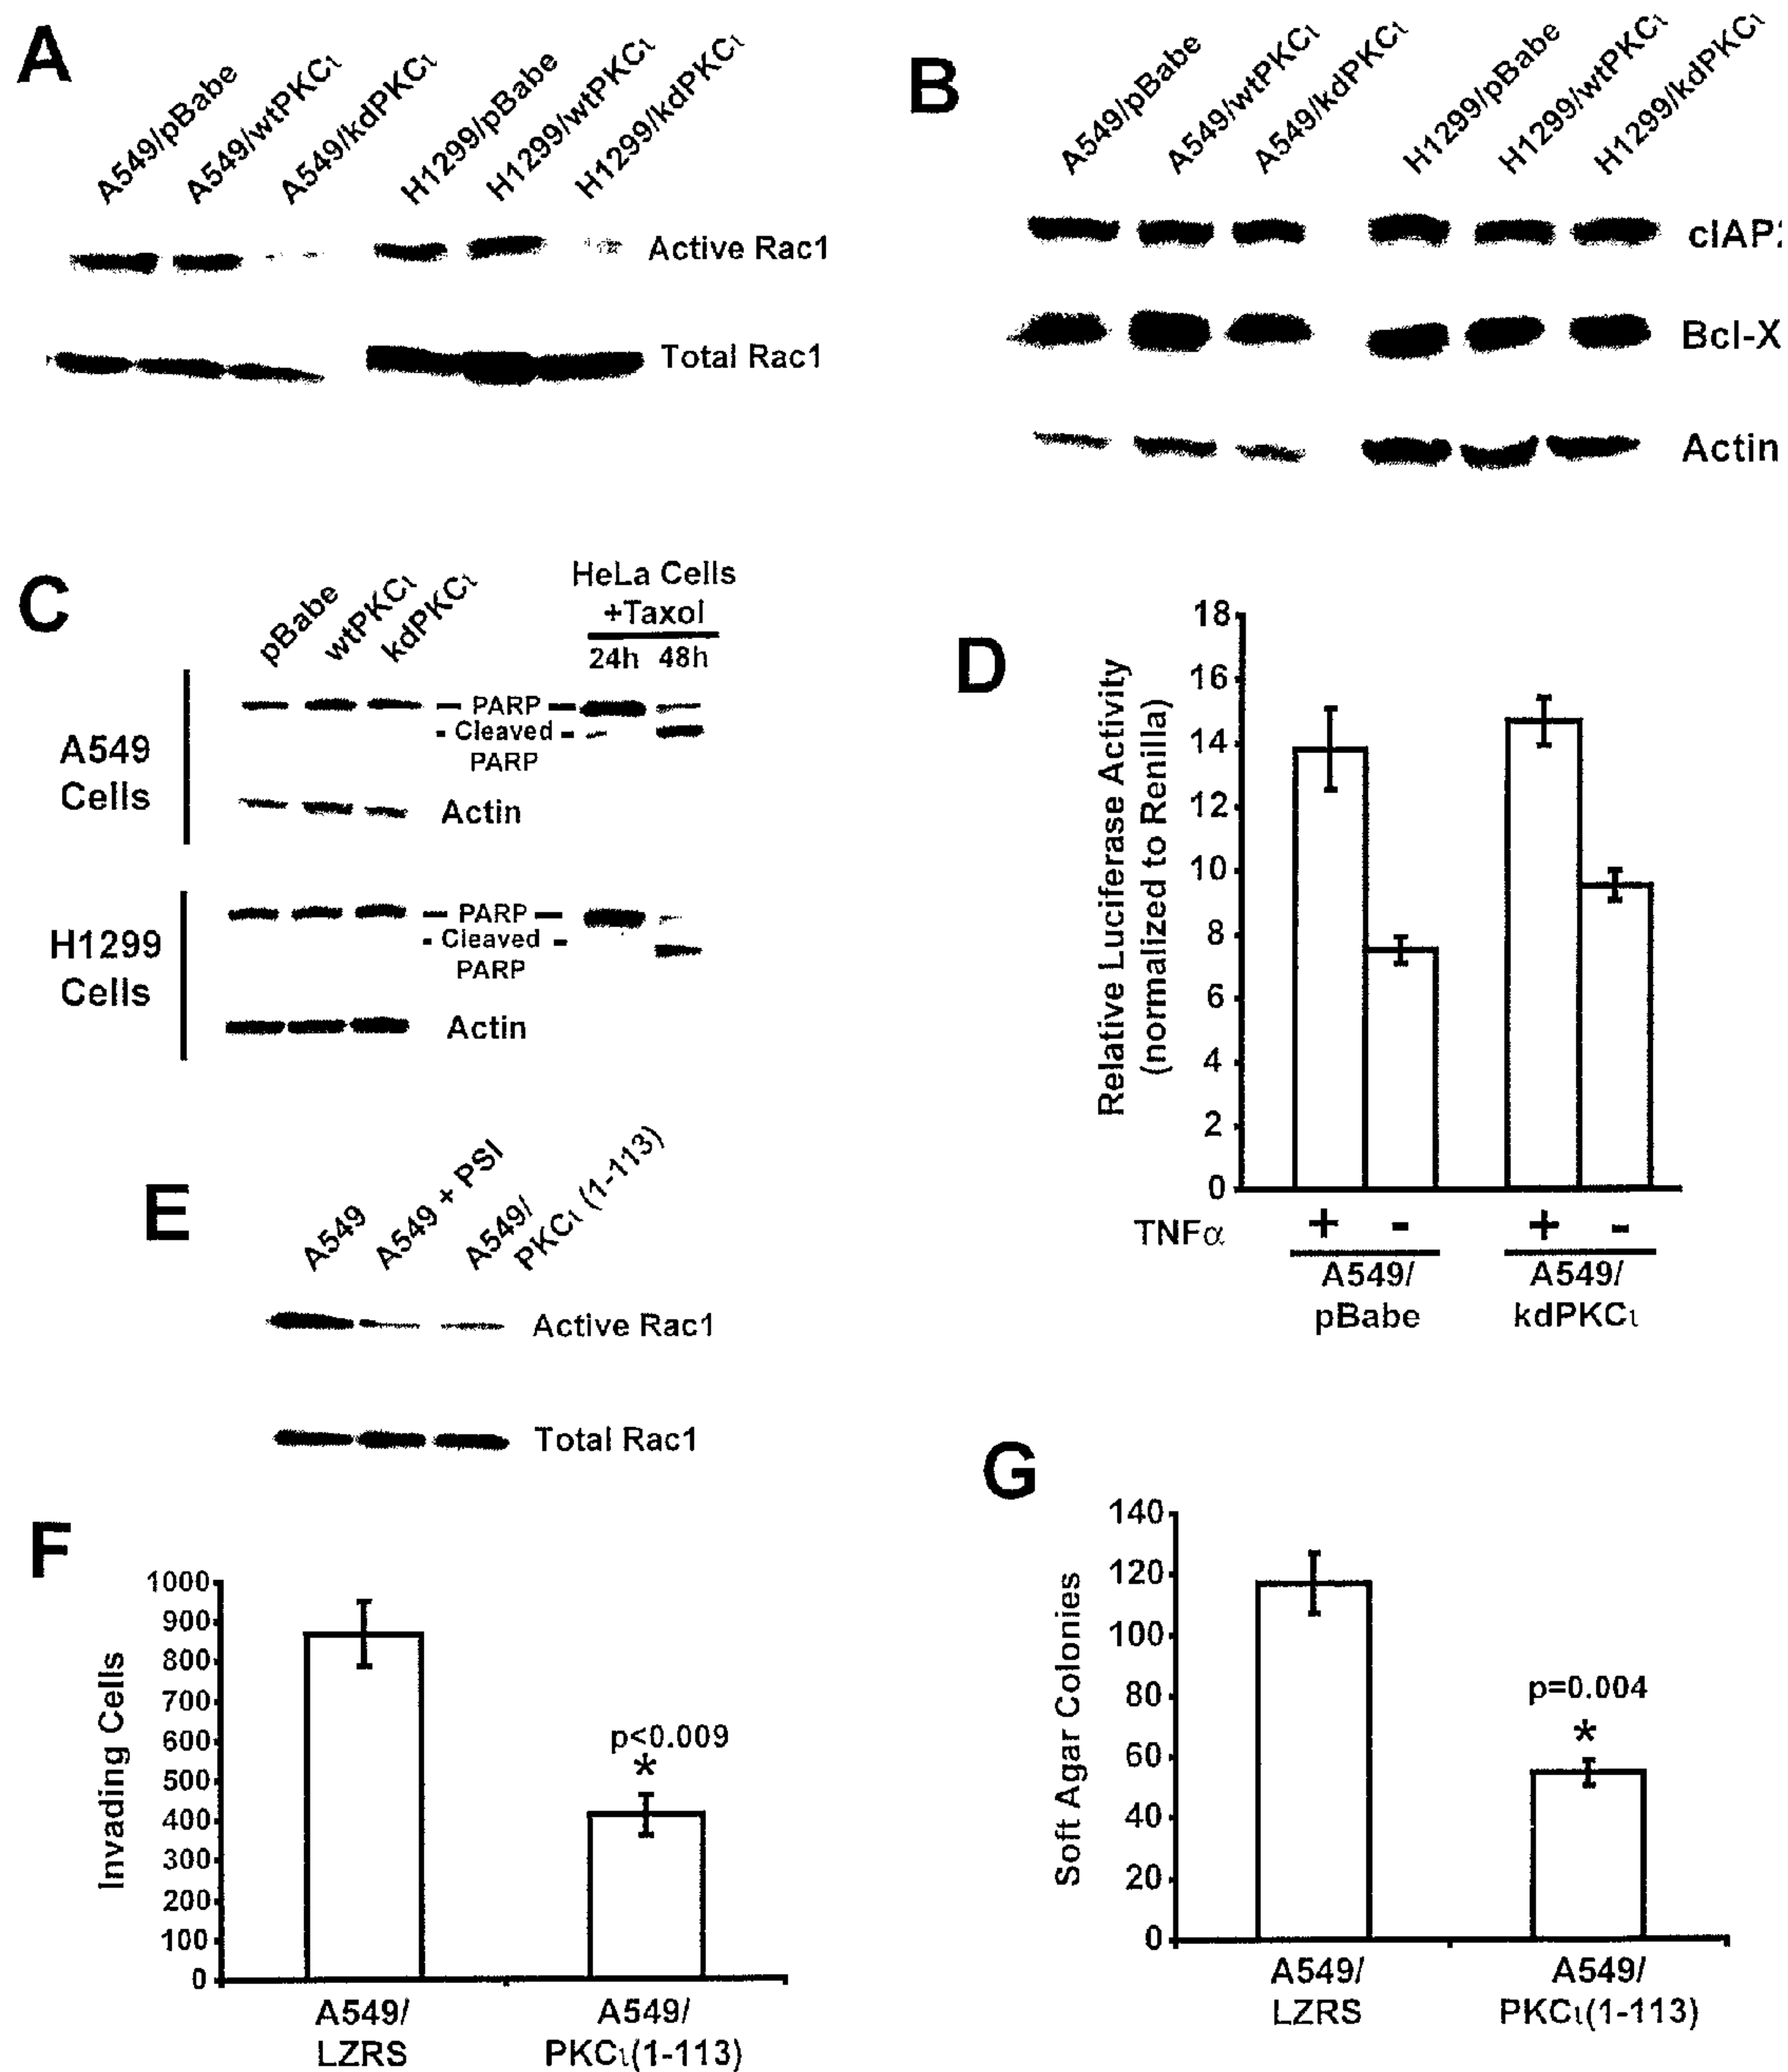 A
A549/pBabe
A549/wtPKCι
A549/kdPKCι
H1299/pBabe
H1299/wtPKCι
H1299/kdPKCι
Active Rac1
Total Rac1
B
A549/pBabe
A549/wtPKCι
A549/kdPKCι
H1299/pBabe
H1299/wtPKCι
H1299/kdPKCι
cIAP
Bcl-X
Actin
C
pBabe
wtPKCι
kdPKCι
HeLa Cells
+Taxol
24h 48h
A549
Cells
PARP
Cleaved
PARP
Actin
H1299
Cells
PARP
Cleaved
PARP
Actin
D
Relative Luciferase Activity
(normalized to Renilla)
18
16
14
12
10
8
6
4
2
0
TNFα + - + -
A549/
pBabe
A549/
kdPKCι
E
A549
A549 + PSI
A549/
PKCι (1-113)
Active Rac1
Total Rac1
F
Invading Cells
1000
900
800
700
600
500
400
300
200
100
0
p<0.009
*
A549/
LZRS
A549/
PKCι(1-113)
G
Soft Agar Colonies
140
120
100
80
60
40
20
0
p=0.004
*
A549/
LZRS
A549/
PKCι(1-113)